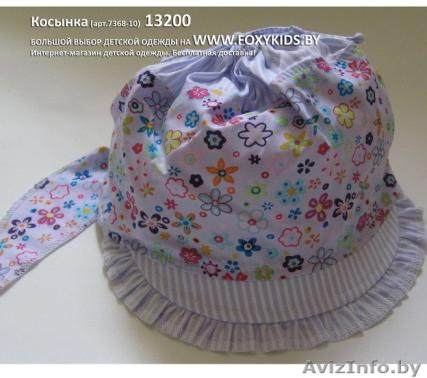 Косынка (арт.7368-10) 13200
БОЛЬШОЙ ВЫБОР ДЕТСКОЙ ОДЕЖДЫ НА WWW.FOXYKIDS.BY
Интернет-магазин детской одежды. Бесплатная доставка!
AvizInfo.by